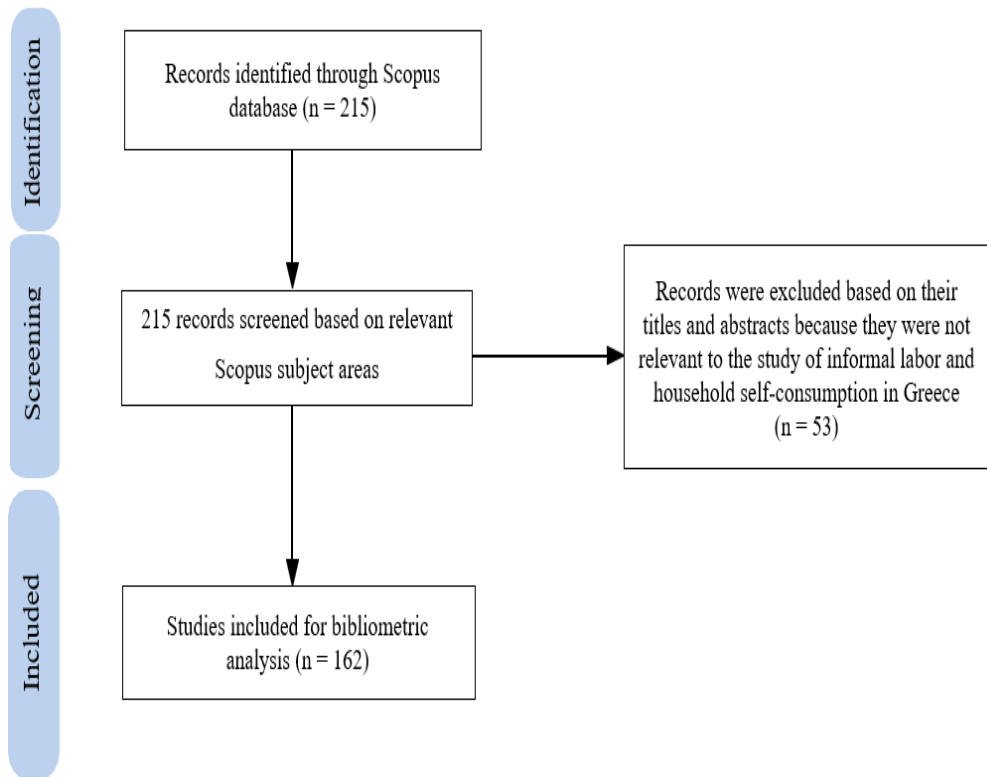 Identification
Records identified through Scopus
database (n = 215)
Screening
215 records screened based on relevant
Scopus subject areas
Records were excluded based on their
titles and abstracts because they were not
relevant to the study of informal labor and
household self-consumption in Greece
(n = 53)
Included
Studies included for bibliometric
analysis (n = 162)